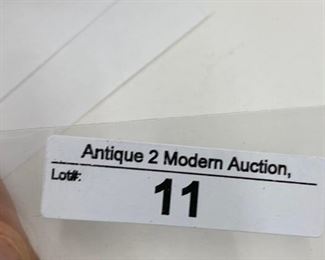 Antique 2 Modern Auction,
Lot#: 11